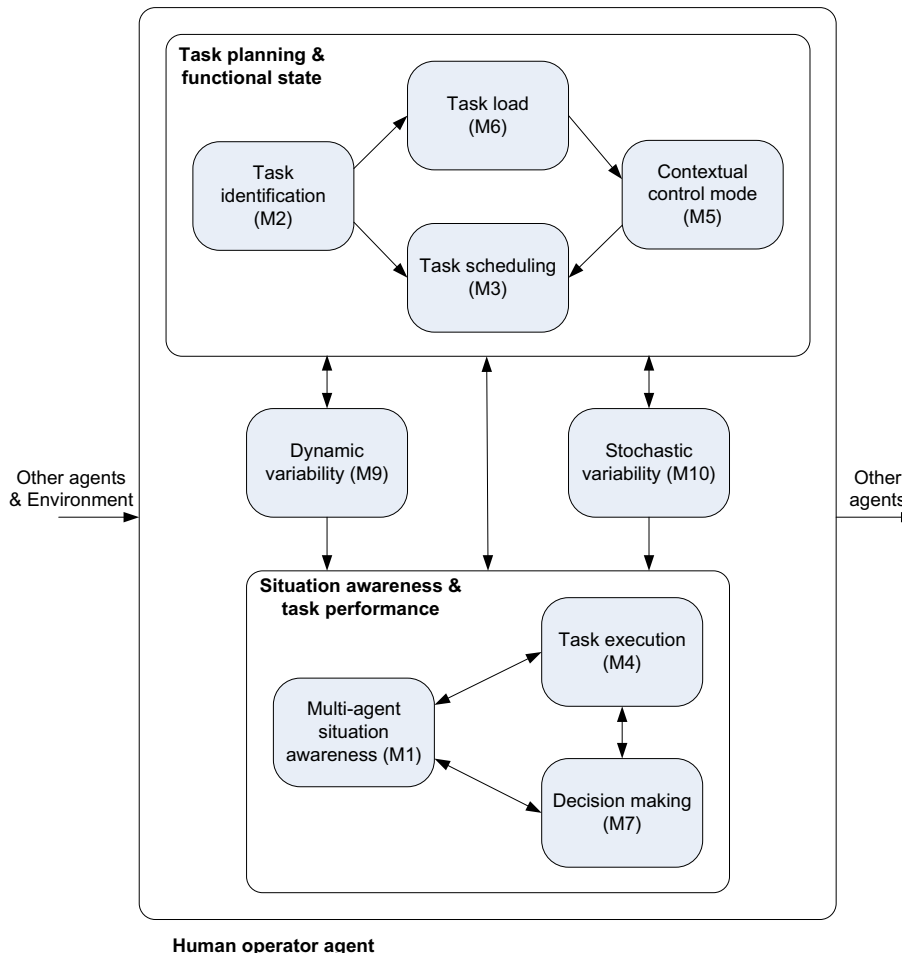 Task planning &
functional state
Task load
(M6)
Task
identification
(M2)
Contextual
control mode
(M5)
Task scheduling
(M3)
Dynamic
variability (M9)
Stochastic
variability (M10)
Other agents
& Environment
Other
agents
Situation awareness &
task performance
Task execution
(M4)
Multi-agent
situation
awareness (M1)
Decision making
(M7)
Human operator agent